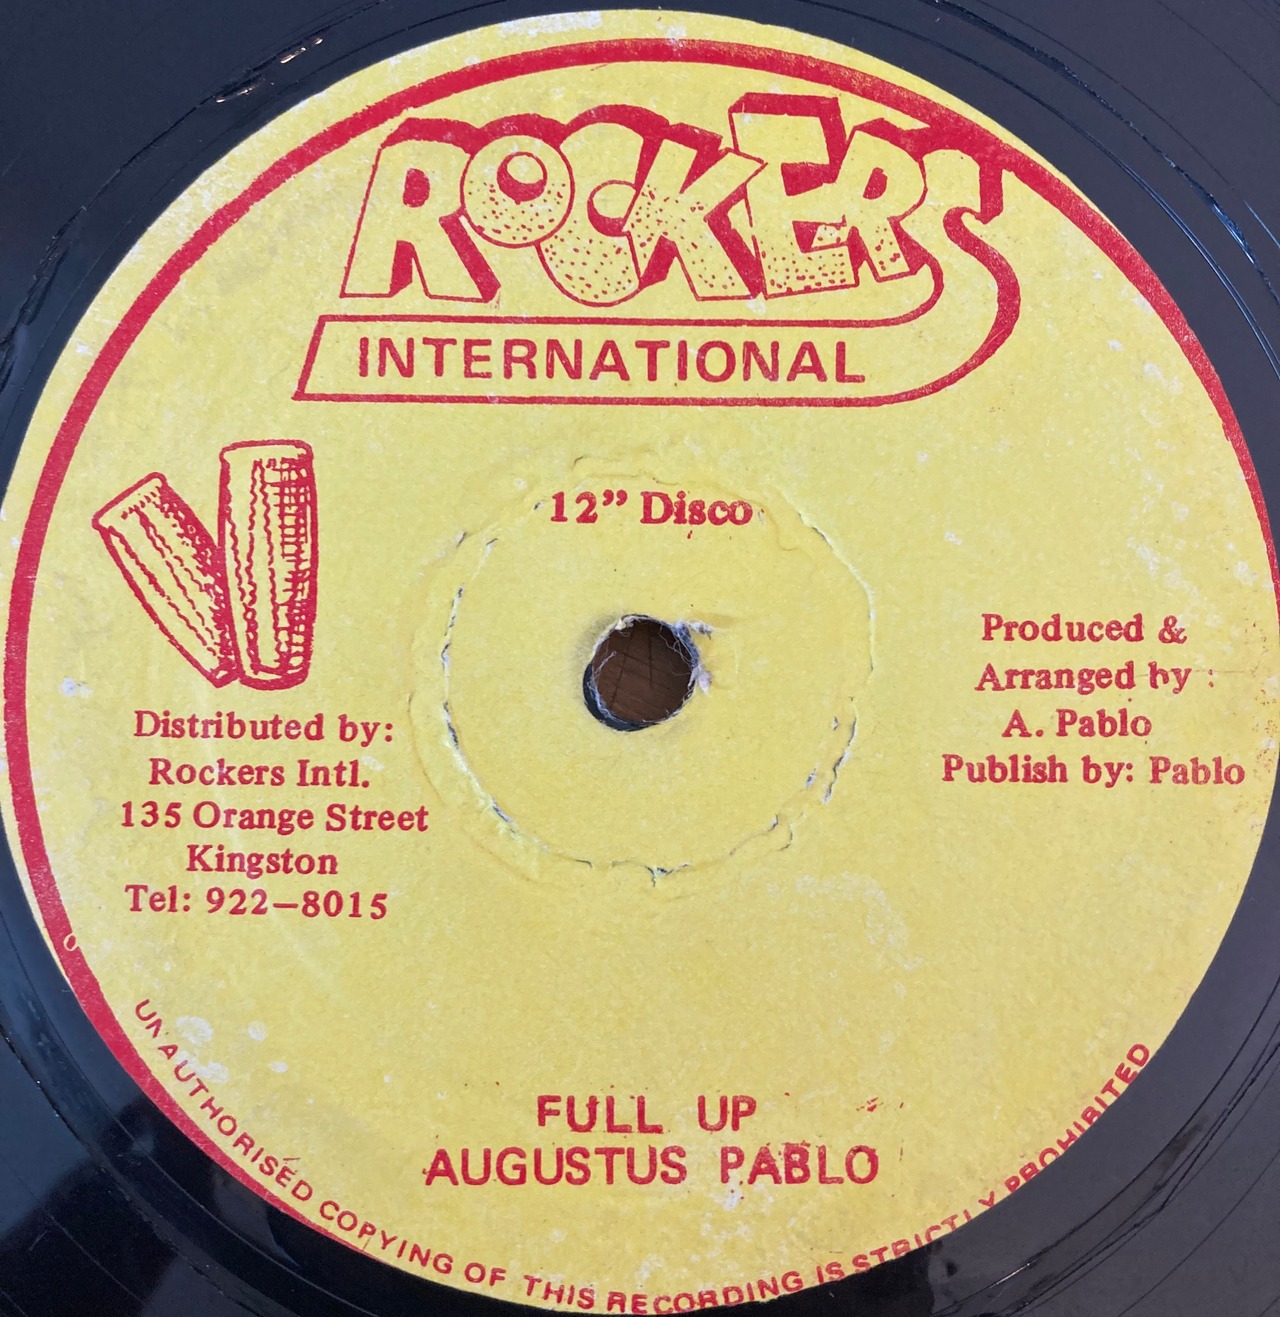 ROCKERS
INTERNATIONAL
12” Disco
Produced &
Arranged by :
A. Pablo
Publish by: Pablo
Distributed by:
Rockers Intl.
135 Orange Street
Kingston
Tel: 922–8015
FULL UP
AUGUSTUS PABLO
UNAUTHORISED COPYING OF THIS RECORDING IS STRICTLY PROHIBITED